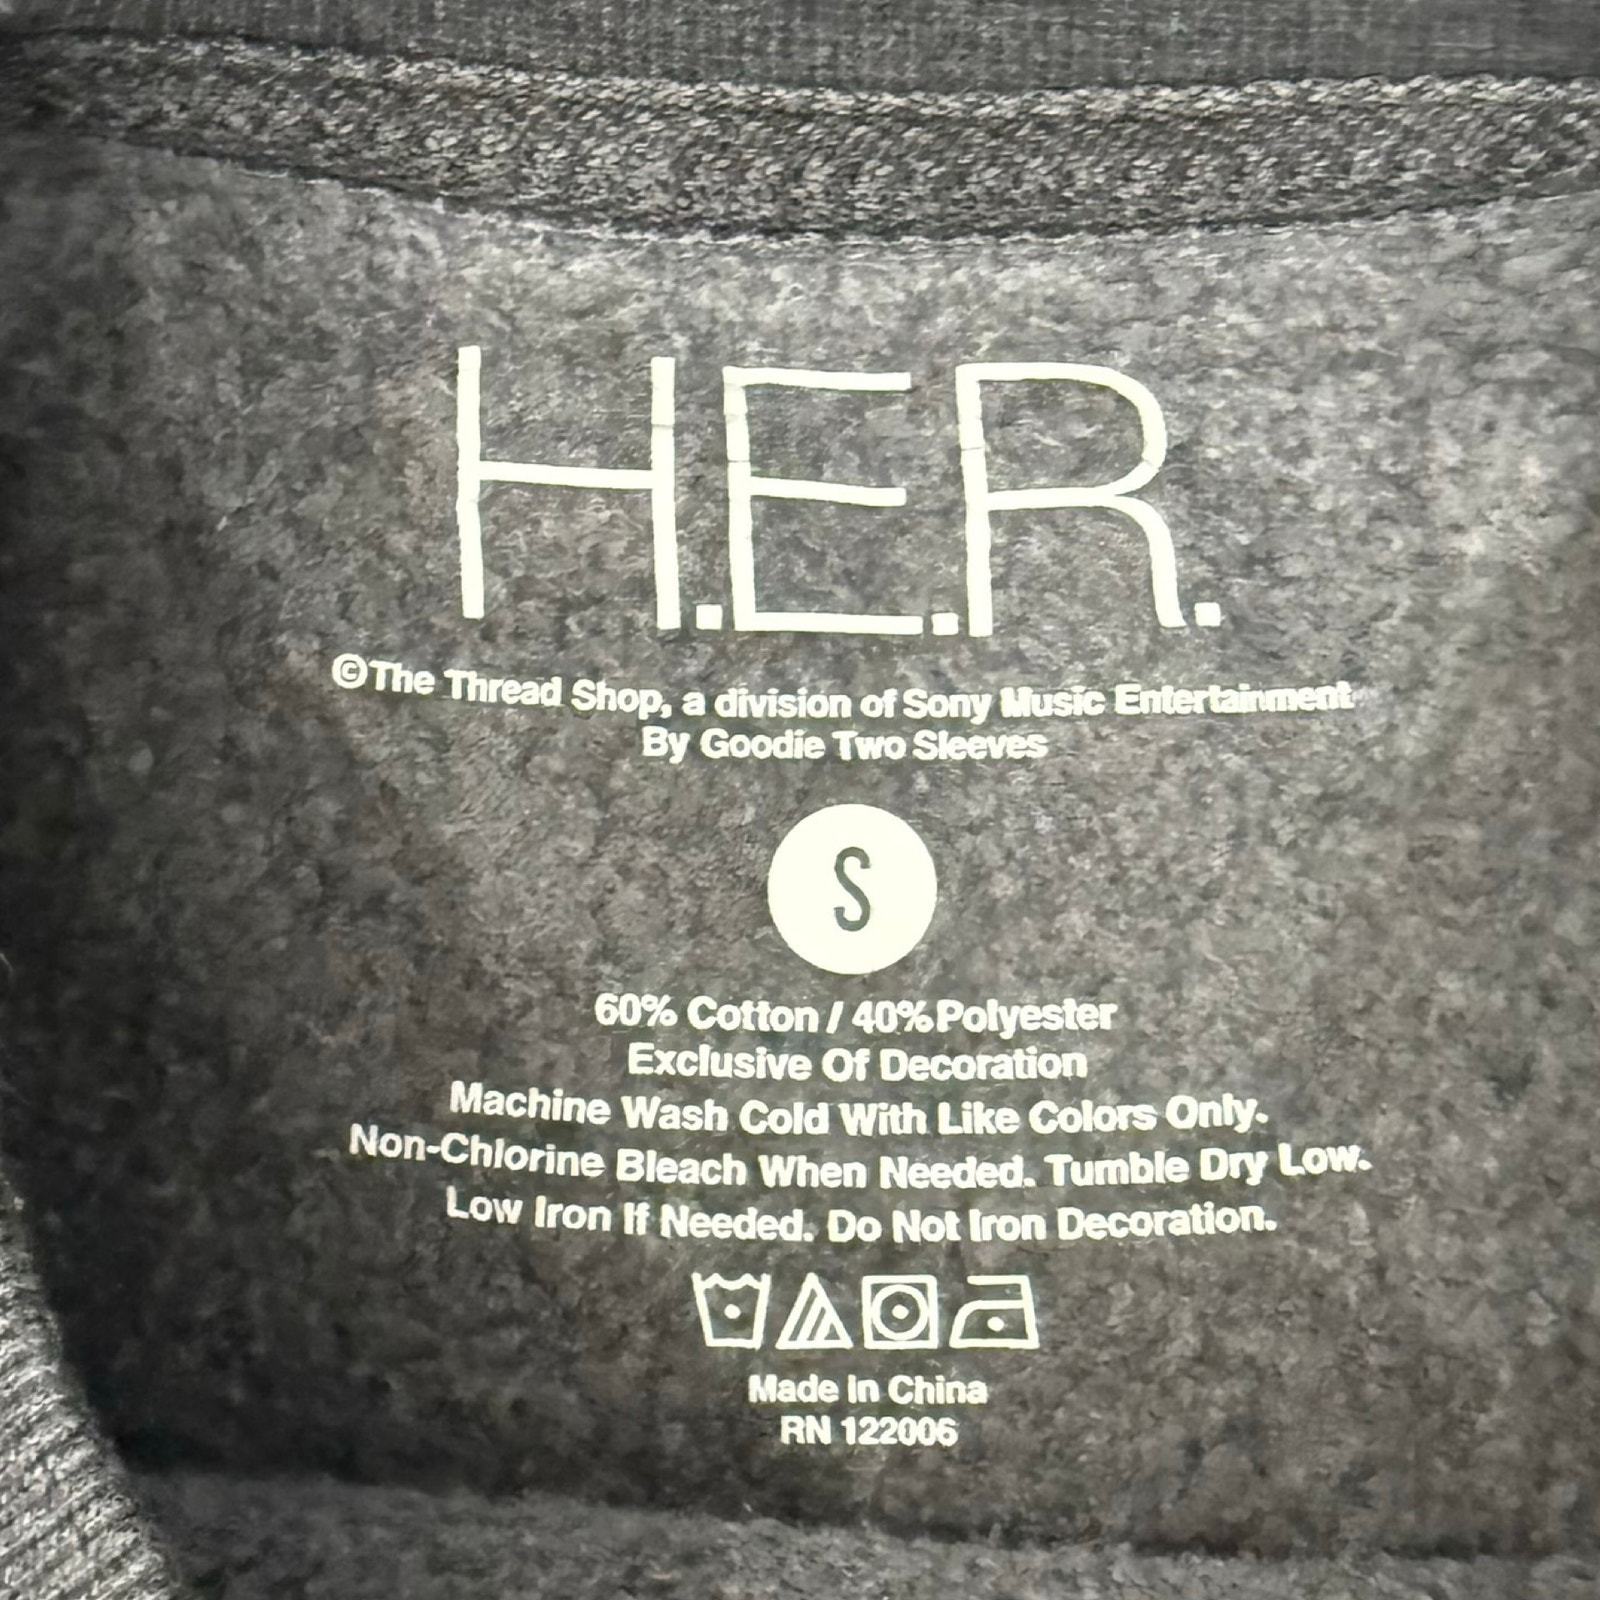 H.E.R.
©The Thread Shop, a division of Sony Music Entertainment
By Goodie Two Sleeves
S
60% Cotton / 40% Polyester
Exclusive Of Decoration
Machine Wash Cold With Like Colors Only.
Non-Chlorine Bleach When Needed. Tumble Dry Low.
Low Iron If Needed. Do Not Iron Decoration.
Made In China
RN 122006